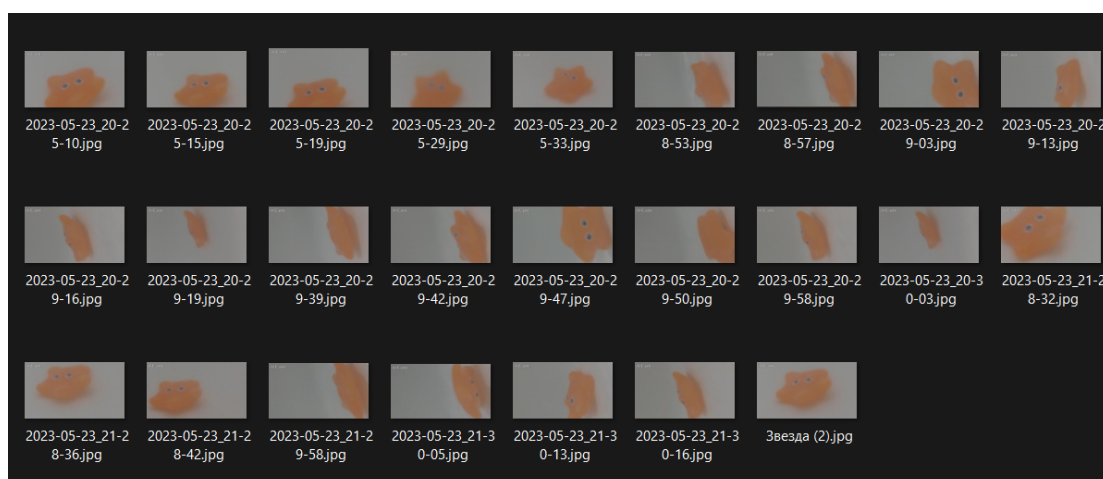 2023-05-23_20-2 2023-05-23_20-2 2023-05-23_20-2 2023-05-23_20-2 2023-05-23_20-2 2023-05-23_20-2 2023-05-23_20-2 2023-05-23_20-2 2023-05-23_20-2
5-10.jpg 5-15.jpg 5-19.jpg 5-29.jpg 5-33.jpg 8-53.jpg 8-57.jpg 9-03.jpg 9-13.jpg
2023-05-23_20-2 2023-05-23_20-2 2023-05-23_20-2 2023-05-23_20-2 2023-05-23_20-2 2023-05-23_20-2 2023-05-23_20-2 2023-05-23_20-3 2023-05-23_21-2
9-16.jpg 9-19.jpg 9-39.jpg 9-42.jpg 9-47.jpg 9-50.jpg 9-58.jpg 0-03.jpg 8-32.jpg
2023-05-23_21-2 2023-05-23_21-2 2023-05-23_21-2 2023-05-23_21-3 2023-05-23_21-3 2023-05-23_21-3 Звезда (2).jpg
8-36.jpg 8-42.jpg 9-58.jpg 0-05.jpg 0-13.jpg 0-16.jpg